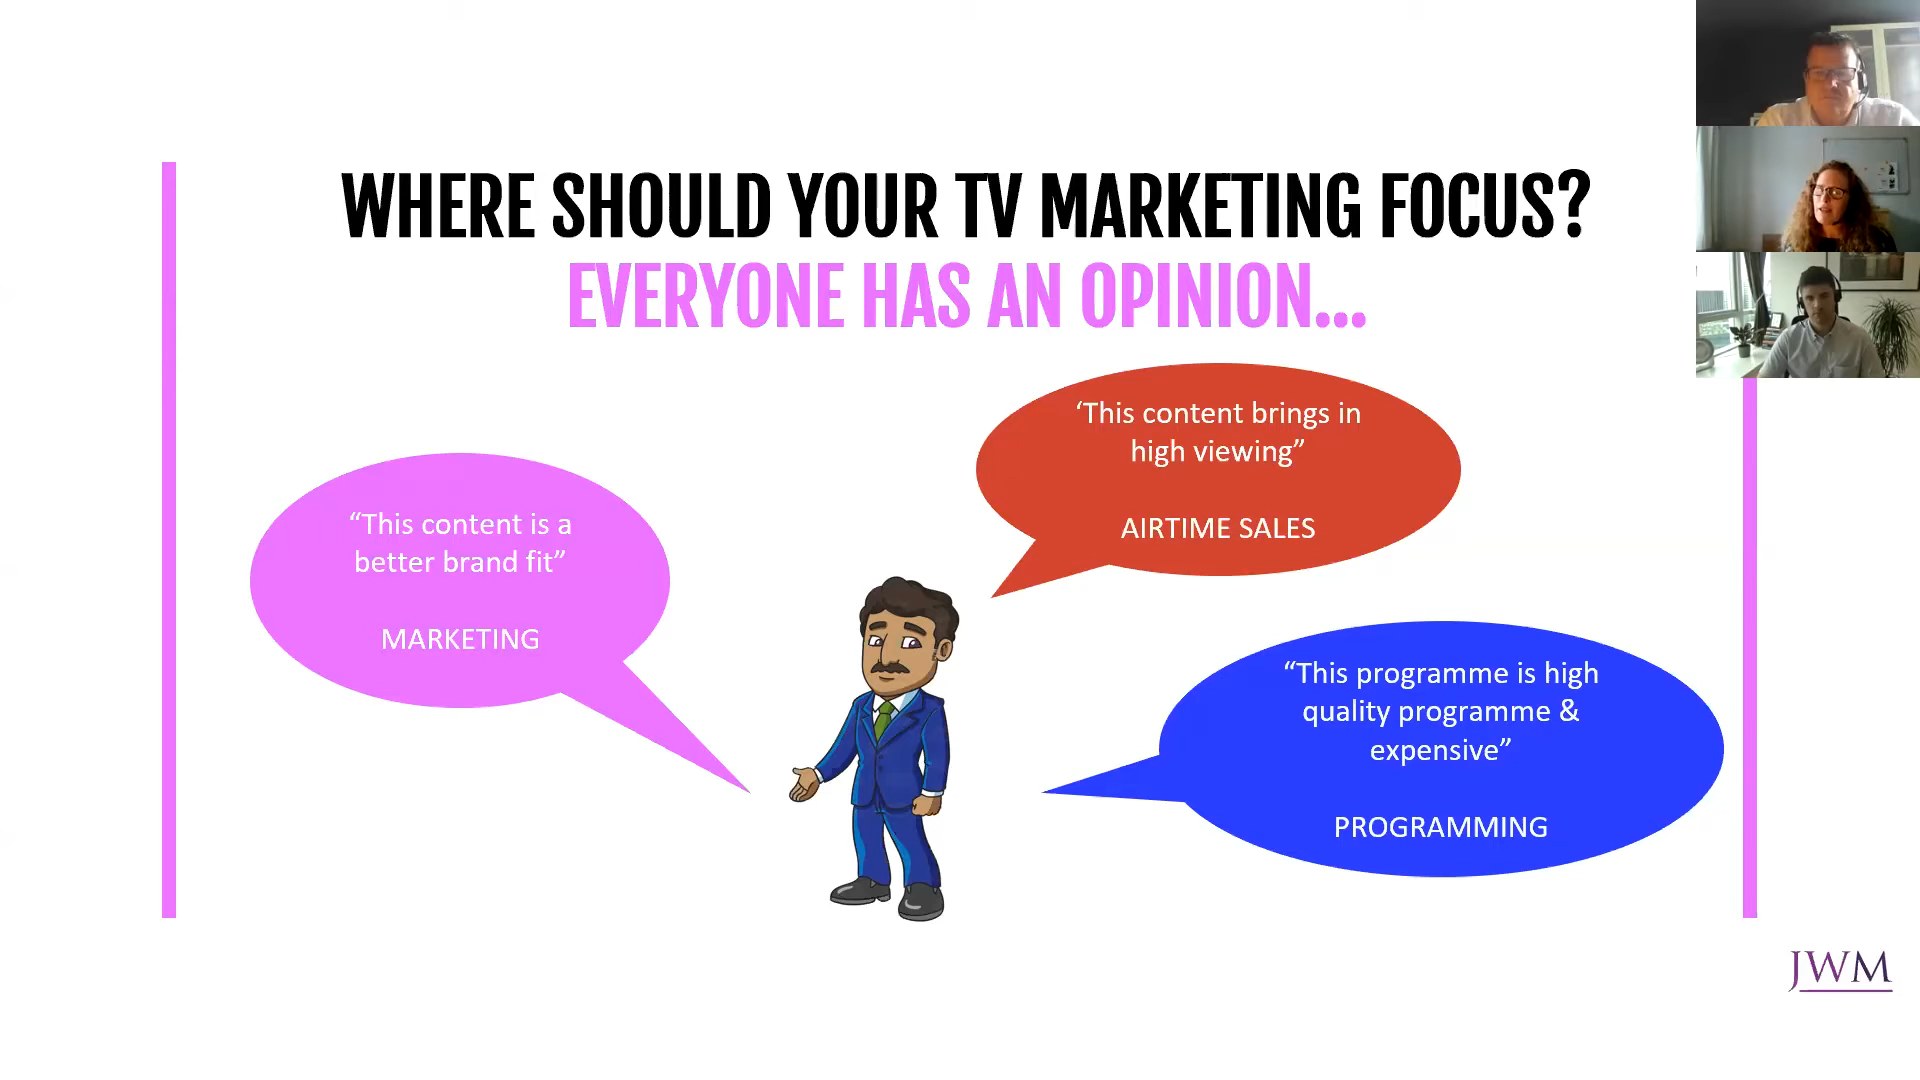 WHERE SHOULD YOUR TV MARKETING FOCUS?
EVERYONE HAS AN OPINION...
‘This content brings in
high viewing”
AIRTIME SALES
“This content is a
better brand fit”
MARKETING
“This programme is high
quality programme &
expensive”
PROGRAMMING
JWM